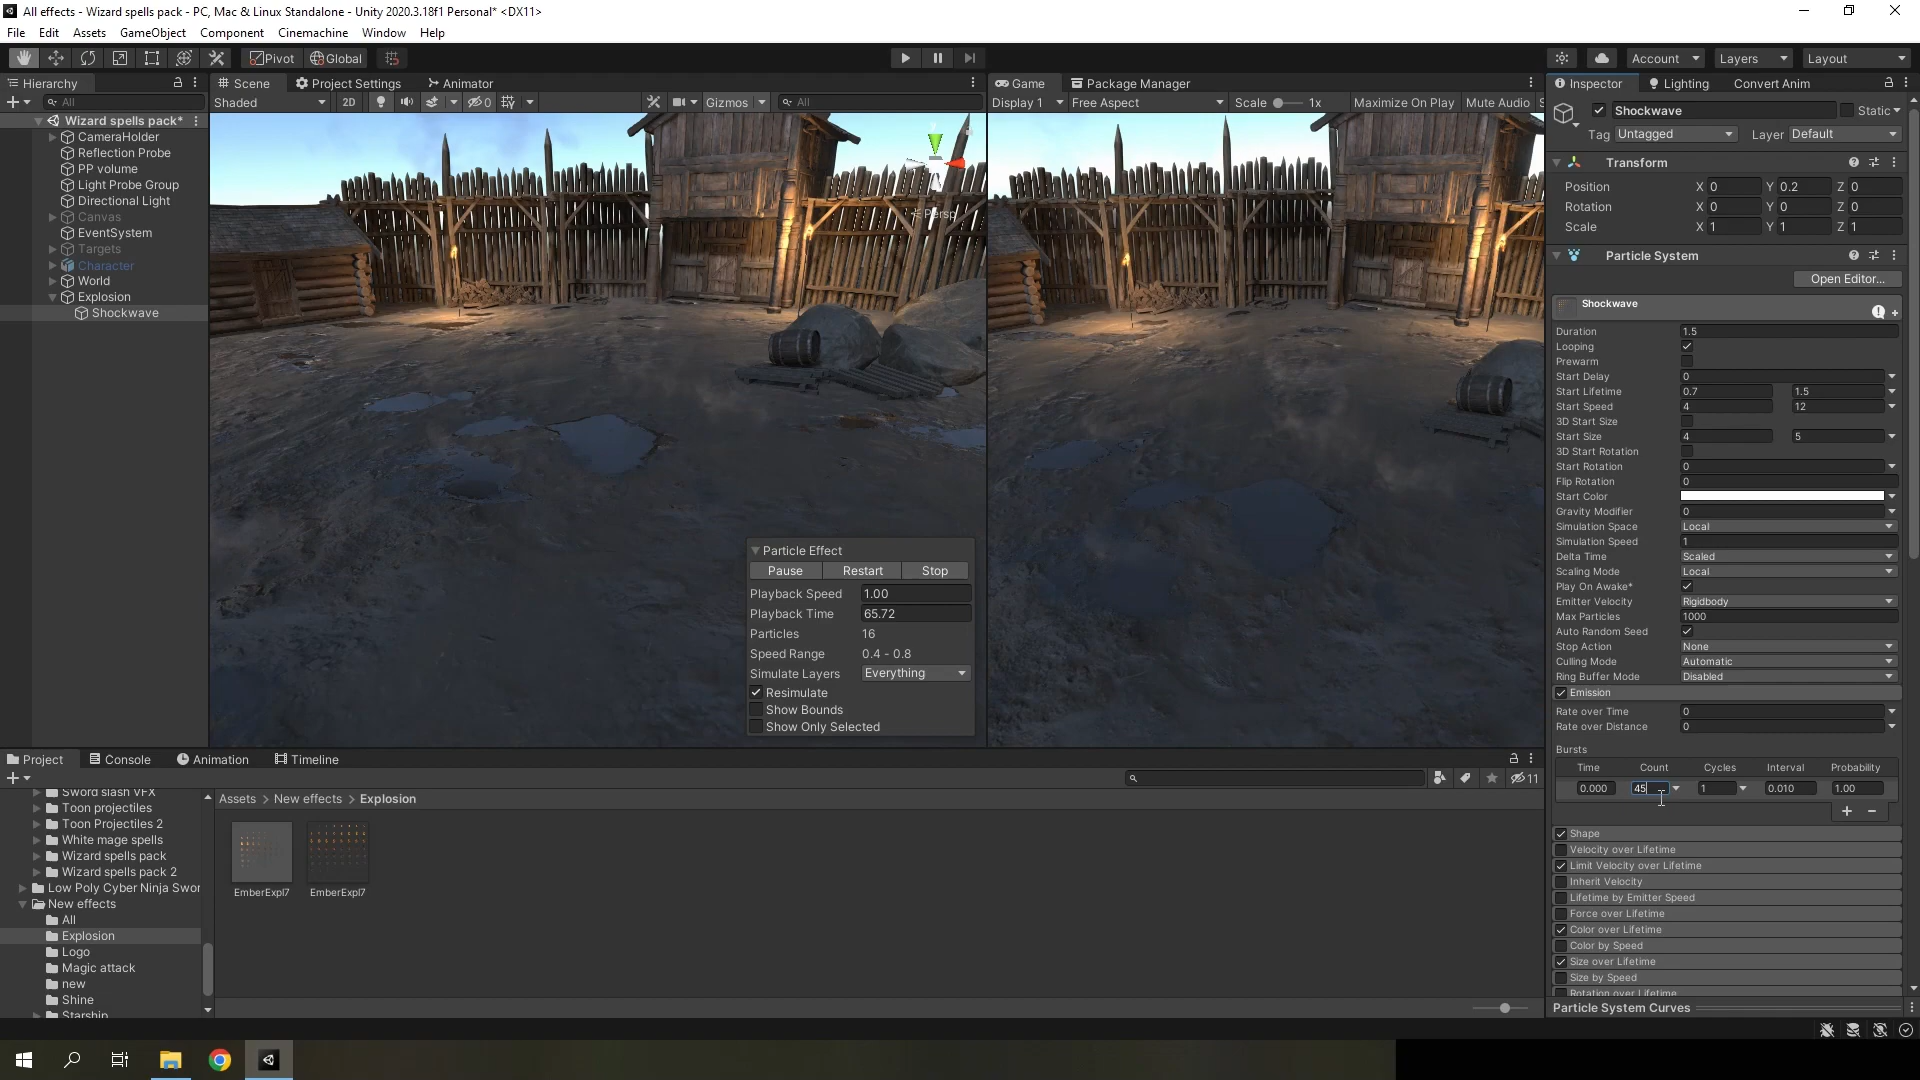 All effects - Wizard spells pack - PC, Mac & Linux Standalone - Unity 2020.3.18f1 Personal* <DX11>
File Edit Assets GameObject Component Cinemachine Window Help
Pivot Global Account Layers Layout
Hierarchy
All
Wizard spells pack*
CameraHolder
Reflection Probe
PP volume
Light Probe Group
Directional Light
Canvas
EventSystem
Targets
Character
World
Explosion
Shockwave
Scene Project Settings Animator
Shaded 2D 0 Gizmos All
Persp
Particle Effect
Pause Restart Stop
Playback Speed 1.00
Playback Time 65.72
Particles 16
Speed Range 0.4 - 0.8
Simulate Layers Everything
Resimulate
Show Bounds
Show Only Selected
Game Package Manager
Display 1 Free Aspect Scale 1x Maximize On Play Mute Audio S
Inspector Lighting Convert Anim
Shockwave Static
Tag Untagged Layer Default
Transform
Position X 0 Y 0.2 Z 0
Rotation X 0 Y 0 Z 0
Scale X 1 Y 1 Z 1
Particle System
Open Editor...
Shockwave
Duration 1.5
Looping
Prewarm
Start Delay 0
Start Lifetime 0.7 1.5
Start Speed 4 12
3D Start Size
Start Size 4 5
3D Start Rotation
Start Rotation 0
Flip Rotation 0
Start Color
Gravity Modifier 0
Simulation Space Local
Simulation Speed 1
Delta Time Scaled
Scaling Mode Local
Play On Awake*
Emitter Velocity Rigidbody
Max Particles 1000
Auto Random Seed
Stop Action None
Culling Mode Automatic
Ring Buffer Mode Disabled
Emission
Rate over Time 0
Rate over Distance 0
Bursts
Time Count Cycles Interval Probability
0.000 45 1 0.010 1.00
Shape
Velocity over Lifetime
Limit Velocity over Lifetime
Inherit Velocity
Lifetime by Emitter Speed
Force over Lifetime
Color over Lifetime
Color by Speed
Size over Lifetime
Size by Speed
Rotation over Lifetime
Particle System Curves
Project Console Animation Timeline
11
Sword slash VFX
Toon projectiles
Toon Projectiles 2
White mage spells
Wizard spells pack
Wizard spells pack 2
Low Poly Cyber Ninja Swor
New effects
All
Explosion
Logo
Magic attack
new
Shine
Starship
Assets > New effects > Explosion
EmberExpl7 EmberExpl7